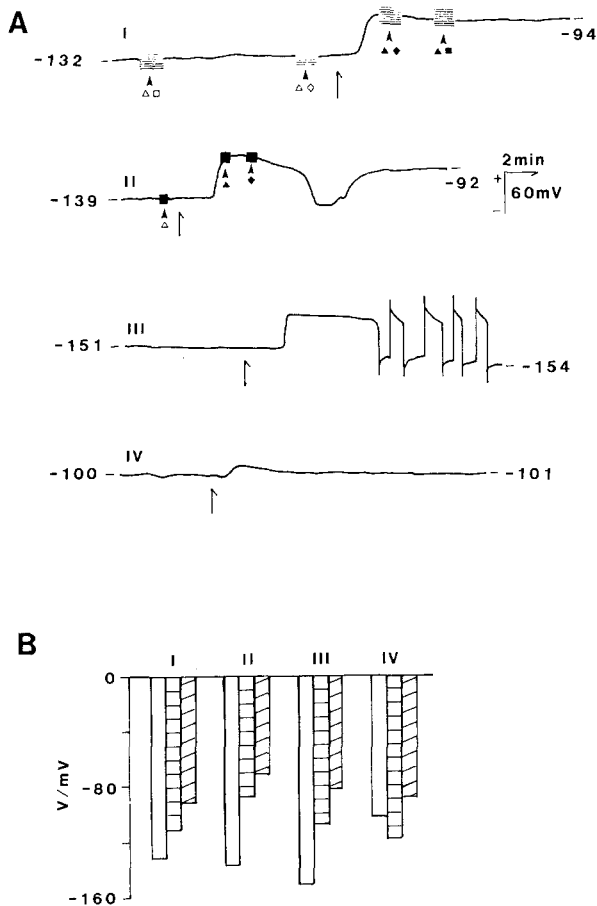 A
I
-132
-94
△□
△◇
▲◆
▲■
II
-139
△
▲
◆
-92
2min
+
60mV
−
III
-151
-154
IV
-100
-101
B
I II III IV
0
-80
-160
V/mV